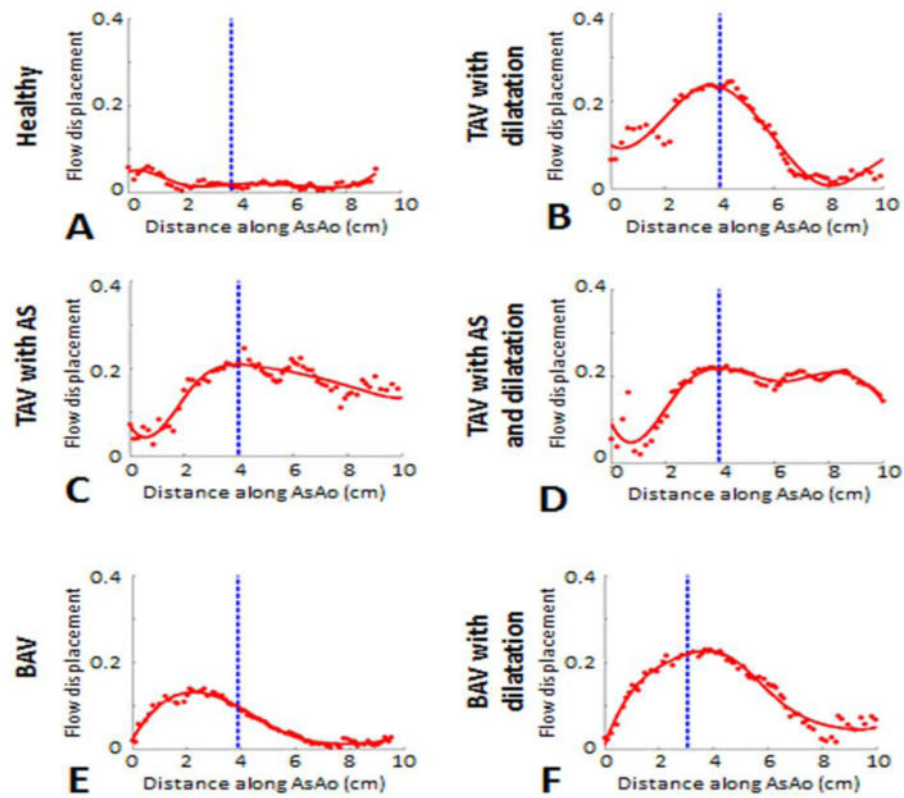 Healthy
Flow displacement
0.4
0.2
0
0 2 4 6 8 10
A
Distance along AsAo (cm)
TAV with
dilatation
Flow displacement
0.4
0.2
0
0 2 4 6 8 10
B
Distance along AsAo (cm)
TAV with AS
Flow displacement
0.4
0.2
0
0 2 4 6 8 10
C
Distance along AsAo (cm)
TAV with AS
and dilatation
Flow displacement
0.4
0.2
0
0 2 4 6 8 10
D
Distance along AsAo (cm)
BAV
Flow displacement
0.4
0.2
0
0 2 4 6 8 10
E
Distance along AsAo (cm)
BAV with
dilatation
Flow displacement
0.4
0.2
0
0 2 4 6 8 10
F
Distance along AsAo (cm)